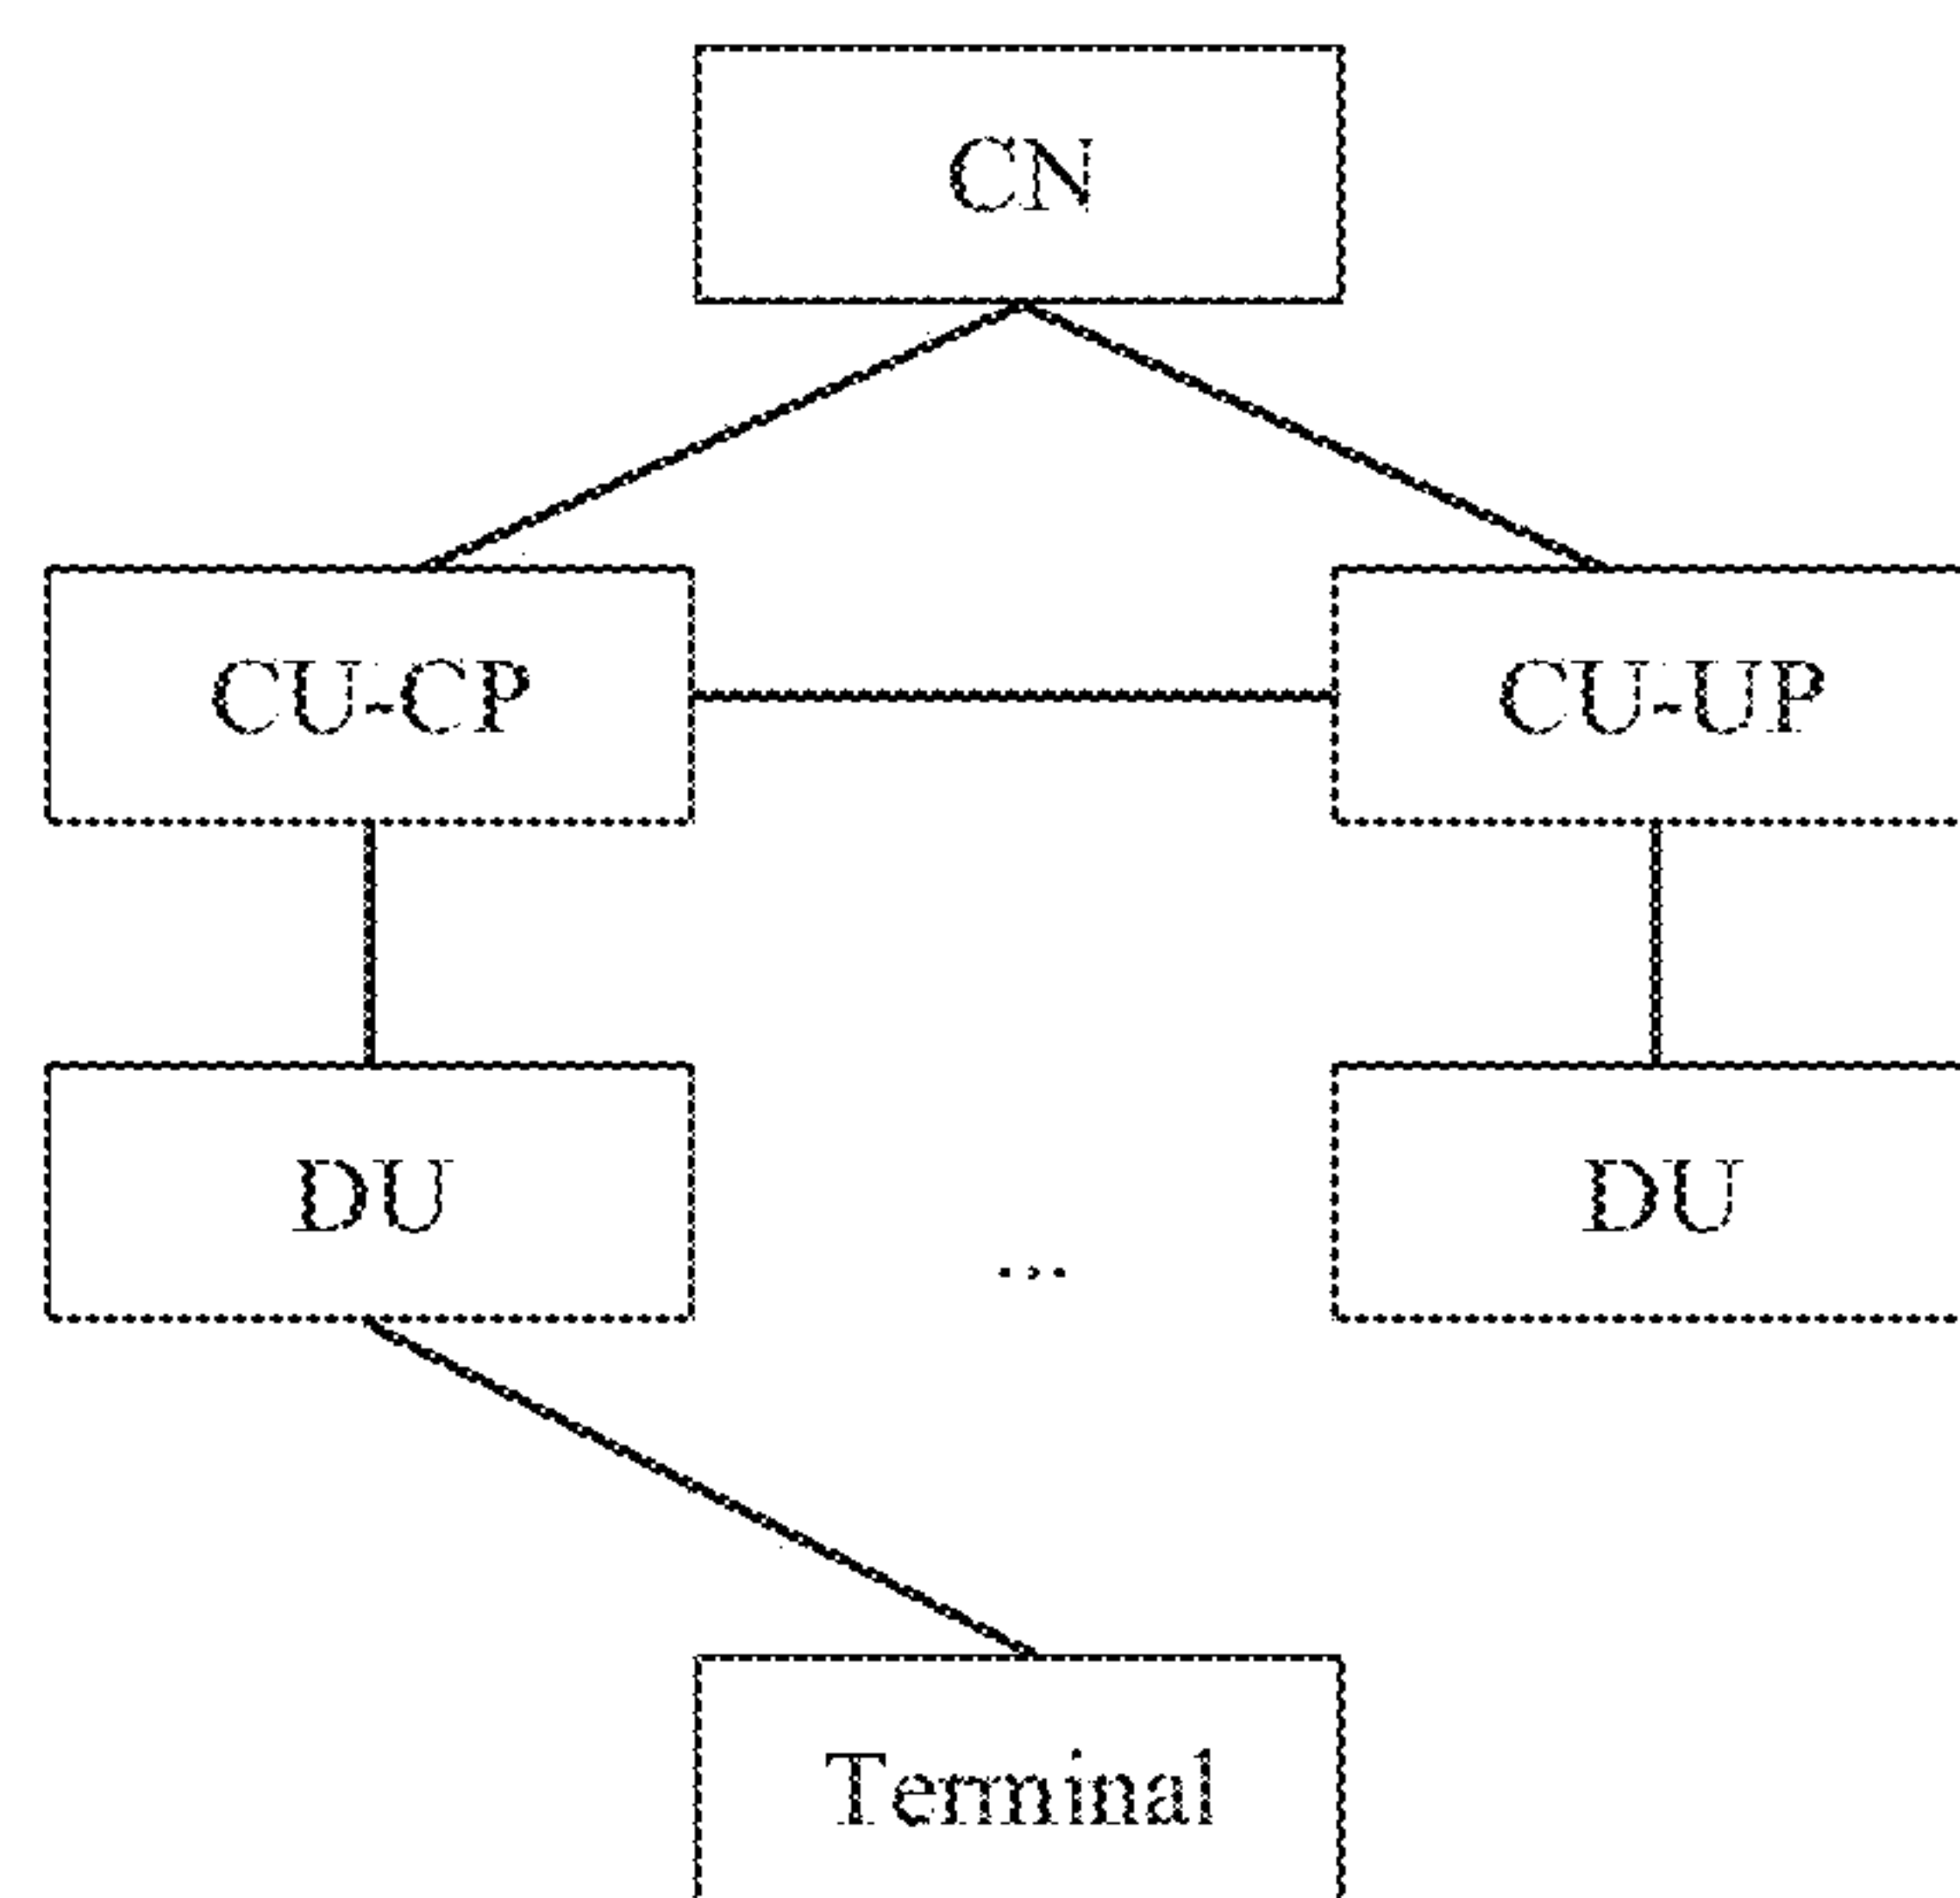 CN
CU-CP
CU-UP
DU
...
DU
Terminal